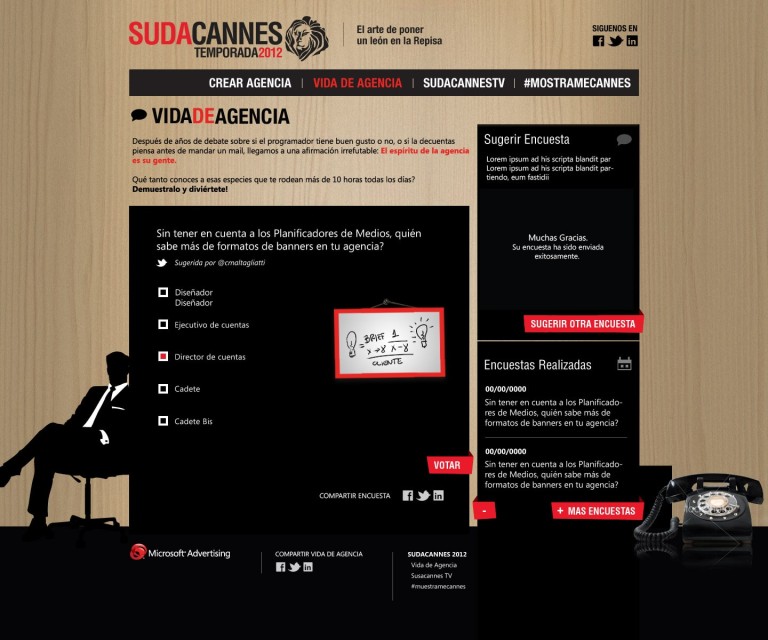 SUDACANNES
TEMPORADA2012
El arte de poner
un león en la Repisa
SIGUENOS EN
CREAR AGENCIA | VIDA DE AGENCIA | SUDACANNESTV | #MOSTRAMECANNES
VIDADEAGENCIA
Después de años de debate sobre si el programador tiene buen gusto o no, o si la decuentas
piensa antes de mandar un mail, llegamos a una afirmación irrefutable: El espíritu de la agencia
es su gente.
Qué tanto conoces a esas especies que te rodean más de 10 horas todas los días?
Demuestralo y diviértete!
Sin tener en cuenta a los Planificadores de Medios, quién
sabe más de formatos de banners en tu agencia?
Sugerida por @cmaltagliatti
Diseñador
Diseñador
Ejecutivo de cuentas
Director de cuentas
Cadete
Cadete Bis
BRIEF 1
CLIENTE
VOTAR
COMPARTIR ENCUESTA
Sugerir Encuesta
Lorem ipsum ad his scripta blandit par
Lorem ipsum ad his scripta blandit par-
tiendo, eum fastidii
Muchas Gracias.
Su encuesta ha sido enviada
exitosamente.
SUGERIR OTRA ENCUESTA
Encuestas Realizadas
00/00/0000
Sin tener en cuenta a los Planificado-
res de Medios, quién sabe más de
formatos de banners en tu agencia?
00/00/0000
Sin tener en cuenta a los Planificado-
res de Medios, quién sabe más de
formatos de banners en tu agencia?
-
+ MAS ENCUESTAS
Microsoft Advertising
COMPARTIR VIDA DE AGENCIA
SUDACANNES 2012
Vida de Agencia
Susacannes TV
#muestramecannes